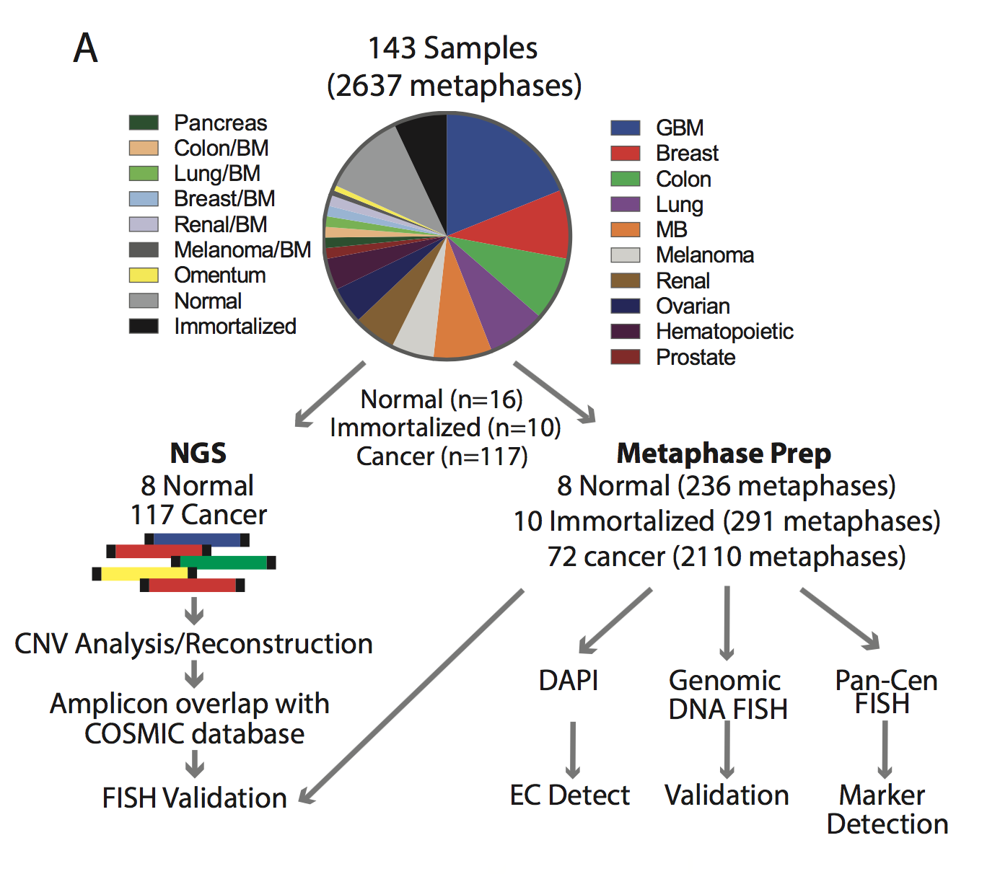 A
143 Samples
(2637 metaphases)
Pancreas
Colon/BM
Lung/BM
Breast/BM
Renal/BM
Melanoma/BM
Omentum
Normal
Immortalized
GBM
Breast
Colon
Lung
MB
Melanoma
Renal
Ovarian
Hematopoietic
Prostate
Normal (n=16)
Immortalized (n=10)
Cancer (n=117)
NGS
8 Normal
117 Cancer
CNV Analysis/Reconstruction
Amplicon overlap with
COSMIC database
FISH Validation
Metaphase Prep
8 Normal (236 metaphases)
10 Immortalized (291 metaphases)
72 cancer (2110 metaphases)
DAPI
EC Detect
Genomic
DNA FISH
Validation
Pan-Cen
FISH
Marker
Detection